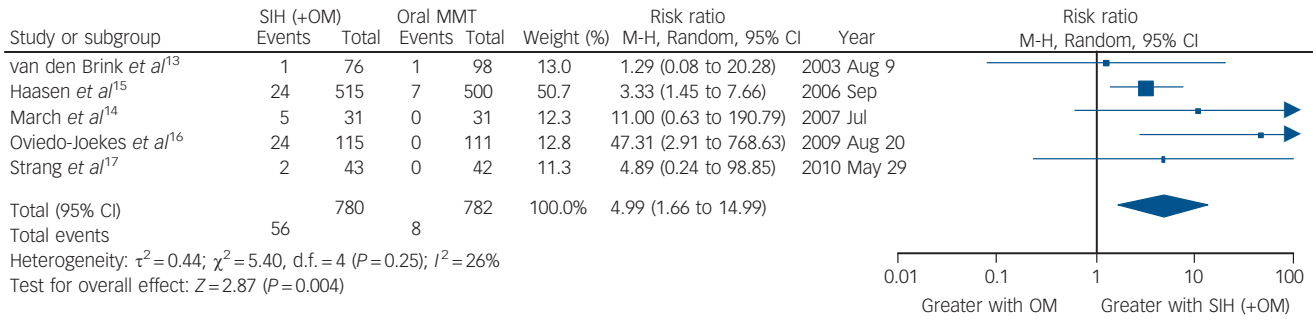 SIH (+OM) Oral MMT Risk ratio Risk ratio
Study or subgroup Events Total Events Total Weight (%) M-H, Random, 95% CI Year M-H, Random, 95% CI
van den Brink et al13 1 76 1 98 13.0 1.29 (0.08 to 20.28) 2003 Aug 9
Haasen et al15 24 515 7 500 50.7 3.33 (1.45 to 7.66) 2006 Sep
March et al14 5 31 0 31 12.3 11.00 (0.63 to 190.79) 2007 Jul
Oviedo-Joekes et al16 24 115 0 111 12.8 47.31 (2.91 to 768.63) 2009 Aug 20
Strang et al17 2 43 0 42 11.3 4.89 (0.24 to 98.85) 2010 May 29
Total (95% CI) 780 782 100.0% 4.99 (1.66 to 14.99)
Total events 56 8
Heterogeneity: τ2 = 0.44; χ2 = 5.40, d.f. = 4 (P = 0.25); I2 = 26%
Test for overall effect: Z = 2.87 (P = 0.004)
0.01 0.1 1 10 100
Greater with OM Greater with SIH (+OM)